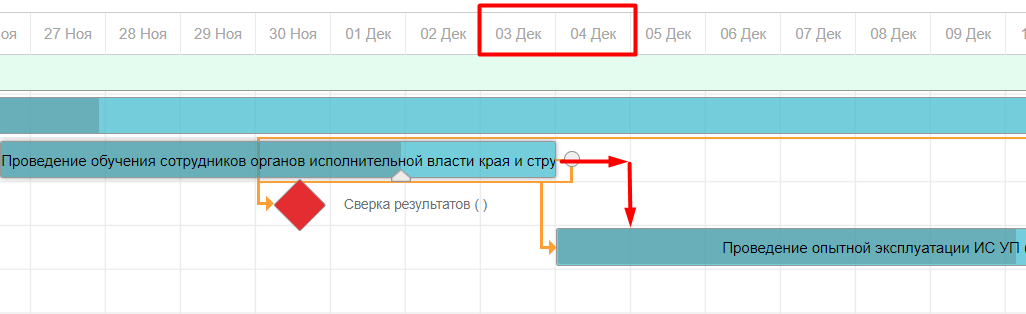 оя 27 Ноя 28 Ноя 29 Ноя 30 Ноя 01 Дек 02 Дек 03 Дек 04 Дек 05 Дек 06 Дек 07 Дек 08 Дек 09 Дек 1
Проведение обучения сотрудников органов исполнительной власти края и стру
Сверка результатов ( )
Проведение опытной эксплуатации ИС УП (